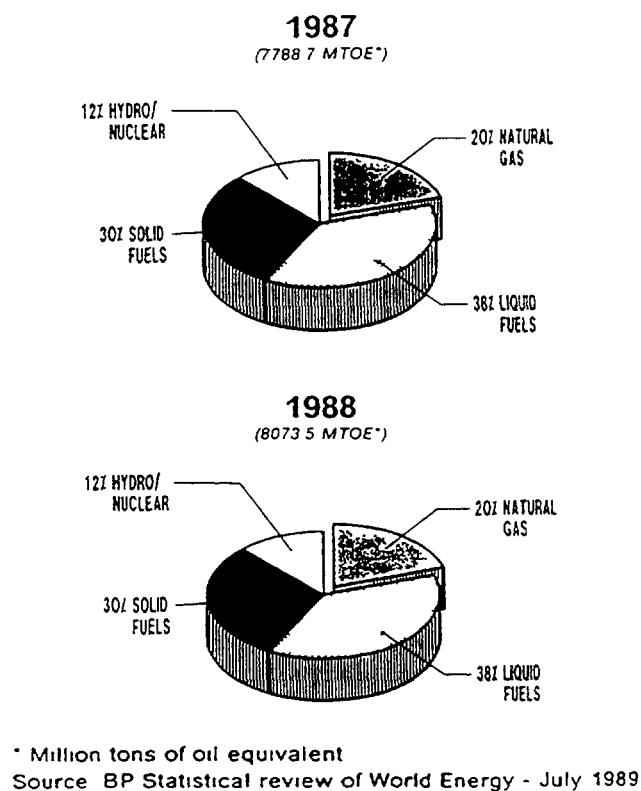 1987
(7788 7 MTOE*)
12% HYDRO/
NUCLEAR
20% NATURAL
GAS
30% SOLID
FUELS
38% LIQUID
FUELS
1988
(8073 5 MTOE*)
12% HYDRO/
NUCLEAR
20% NATURAL
GAS
30% SOLID
FUELS
38% LIQUID
FUELS
* Million tons of oil equivalent
Source BP Statistical review of World Energy - July 1989